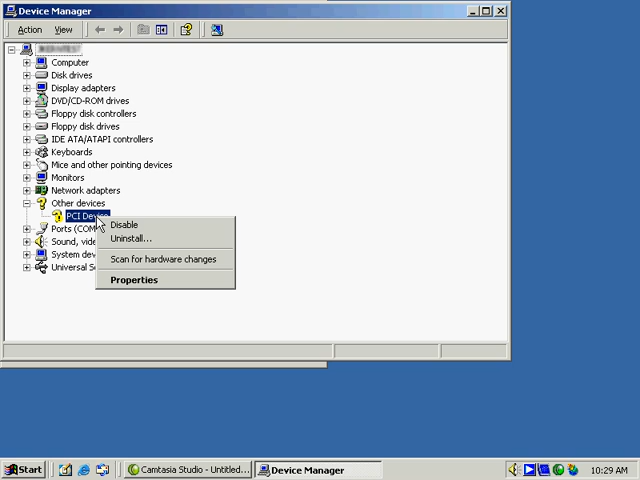 Device Manager
Action View
Computer
Disk drives
Display adapters
DVD/CD-ROM drives
Floppy disk controllers
Floppy disk drives
IDE ATA/ATAPI controllers
Keyboards
Mice and other pointing devices
Monitors
Network adapters
Other devices
PCI Device
Disable
Ports (COM
Uninstall...
Sound, vide
System dev
Scan for hardware changes
Universal Se
Properties
Start
Camtasia Studio - Untitled...
Device Manager
10:29 AM